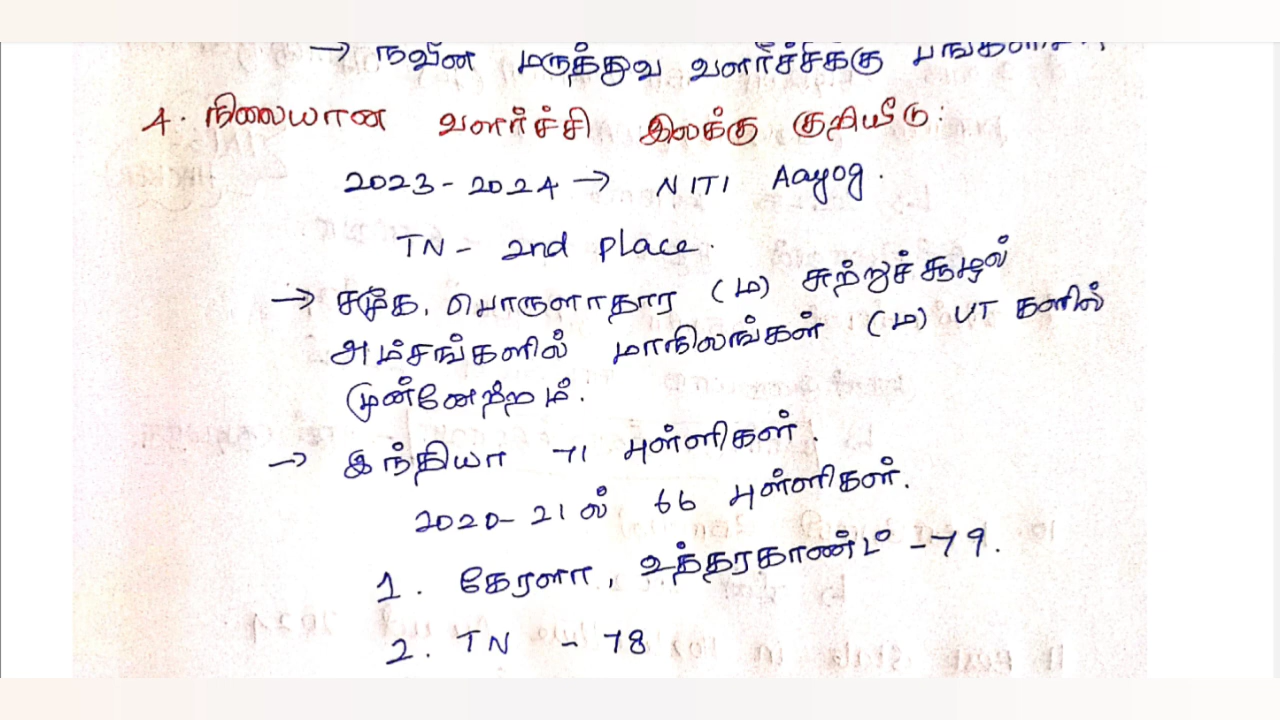 → நவீன மருத்துவ வளர்ச்சிக்கு
4. நிலையான வளர்ச்சி இலக்கு குறியீடு:
2023-2024 → NITI Aayog.
TN - 2nd place.
→ சமூக, பொருளாதார (ம) சுற்றுச்சூழல்
அம்சங்களில் மாநிலங்கள் (ம) UT களில்
முன்னேற்றம்.
→ இந்தியா 71 புள்ளிகள்.
2020-21ல் 66 புள்ளிகள்.
1. கேரளா, உத்தரகாண்ட் -79.
2. TN - 78